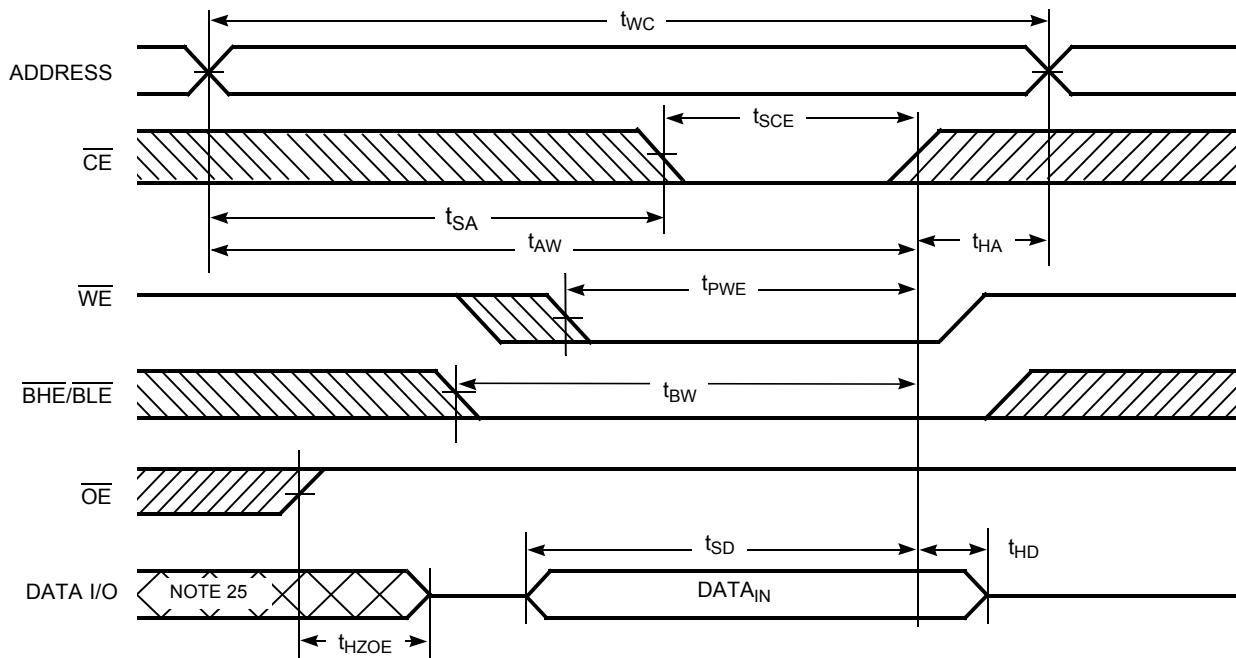 tWC
ADDRESS
tSCE
CE
tSA
tAW
tHA
WE
tPWE
BHE/BLE
tBW
OE
tSD
tHD
DATA I/O
NOTE 25
DATAIN
tHZOE